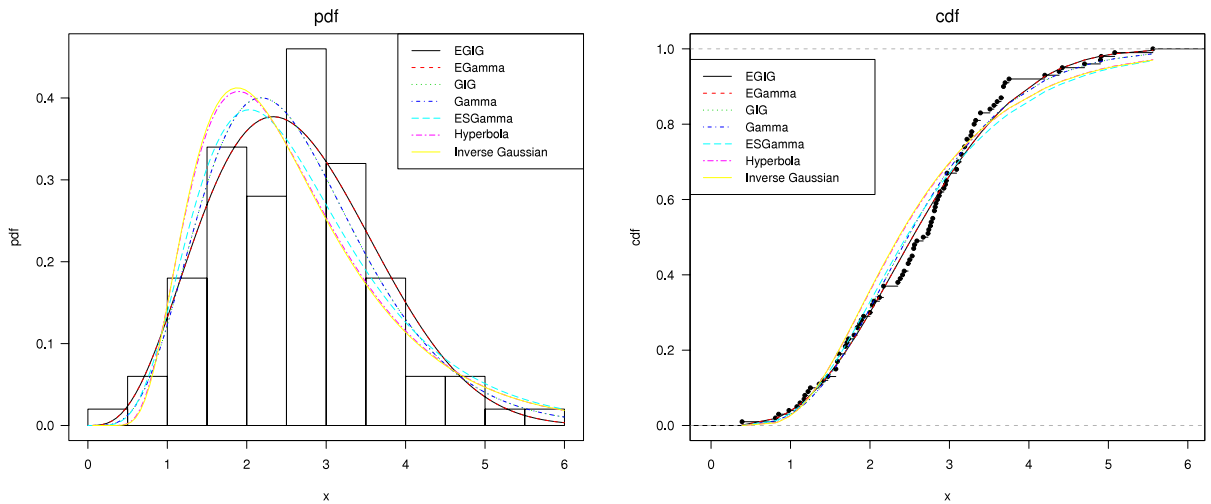 pdf
pdf
0.4
0.3
0.2
0.1
0.0
EGIG
EGamma
GIG
Gamma
ESGamma
Hyperbola
Inverse Gaussian
0 1 2 3 4 5 6
x
cdf
cdf
1.0
0.8
0.6
0.4
0.2
0.0
EGIG
EGamma
GIG
Gamma
ESGamma
Hyperbola
Inverse Gaussian
0 1 2 3 4 5 6
x